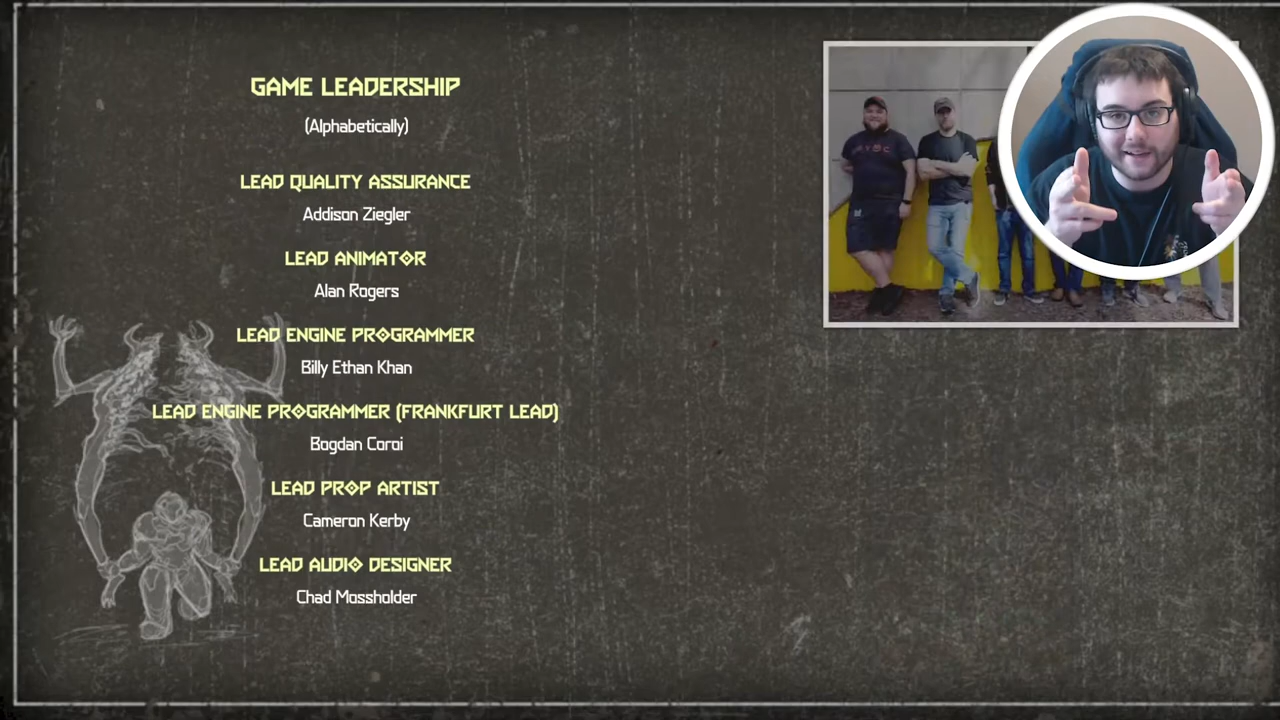 GAME LEADERSHIP
(Alphabetically)
LEAD QUALITY ASSURANCE
Addison Ziegler
LEAD ANIMATOR
Alan Rogers
LEAD ENGINE PROGRAMMER
Billy Ethan Khan
LEAD ENGINE PROGRAMMER (FRANKFURT LEAD)
Bogdan Coroi
LEAD PROP ARTIST
Cameron Kerby
LEAD AUDIO DESIGNER
Chad Mossholder